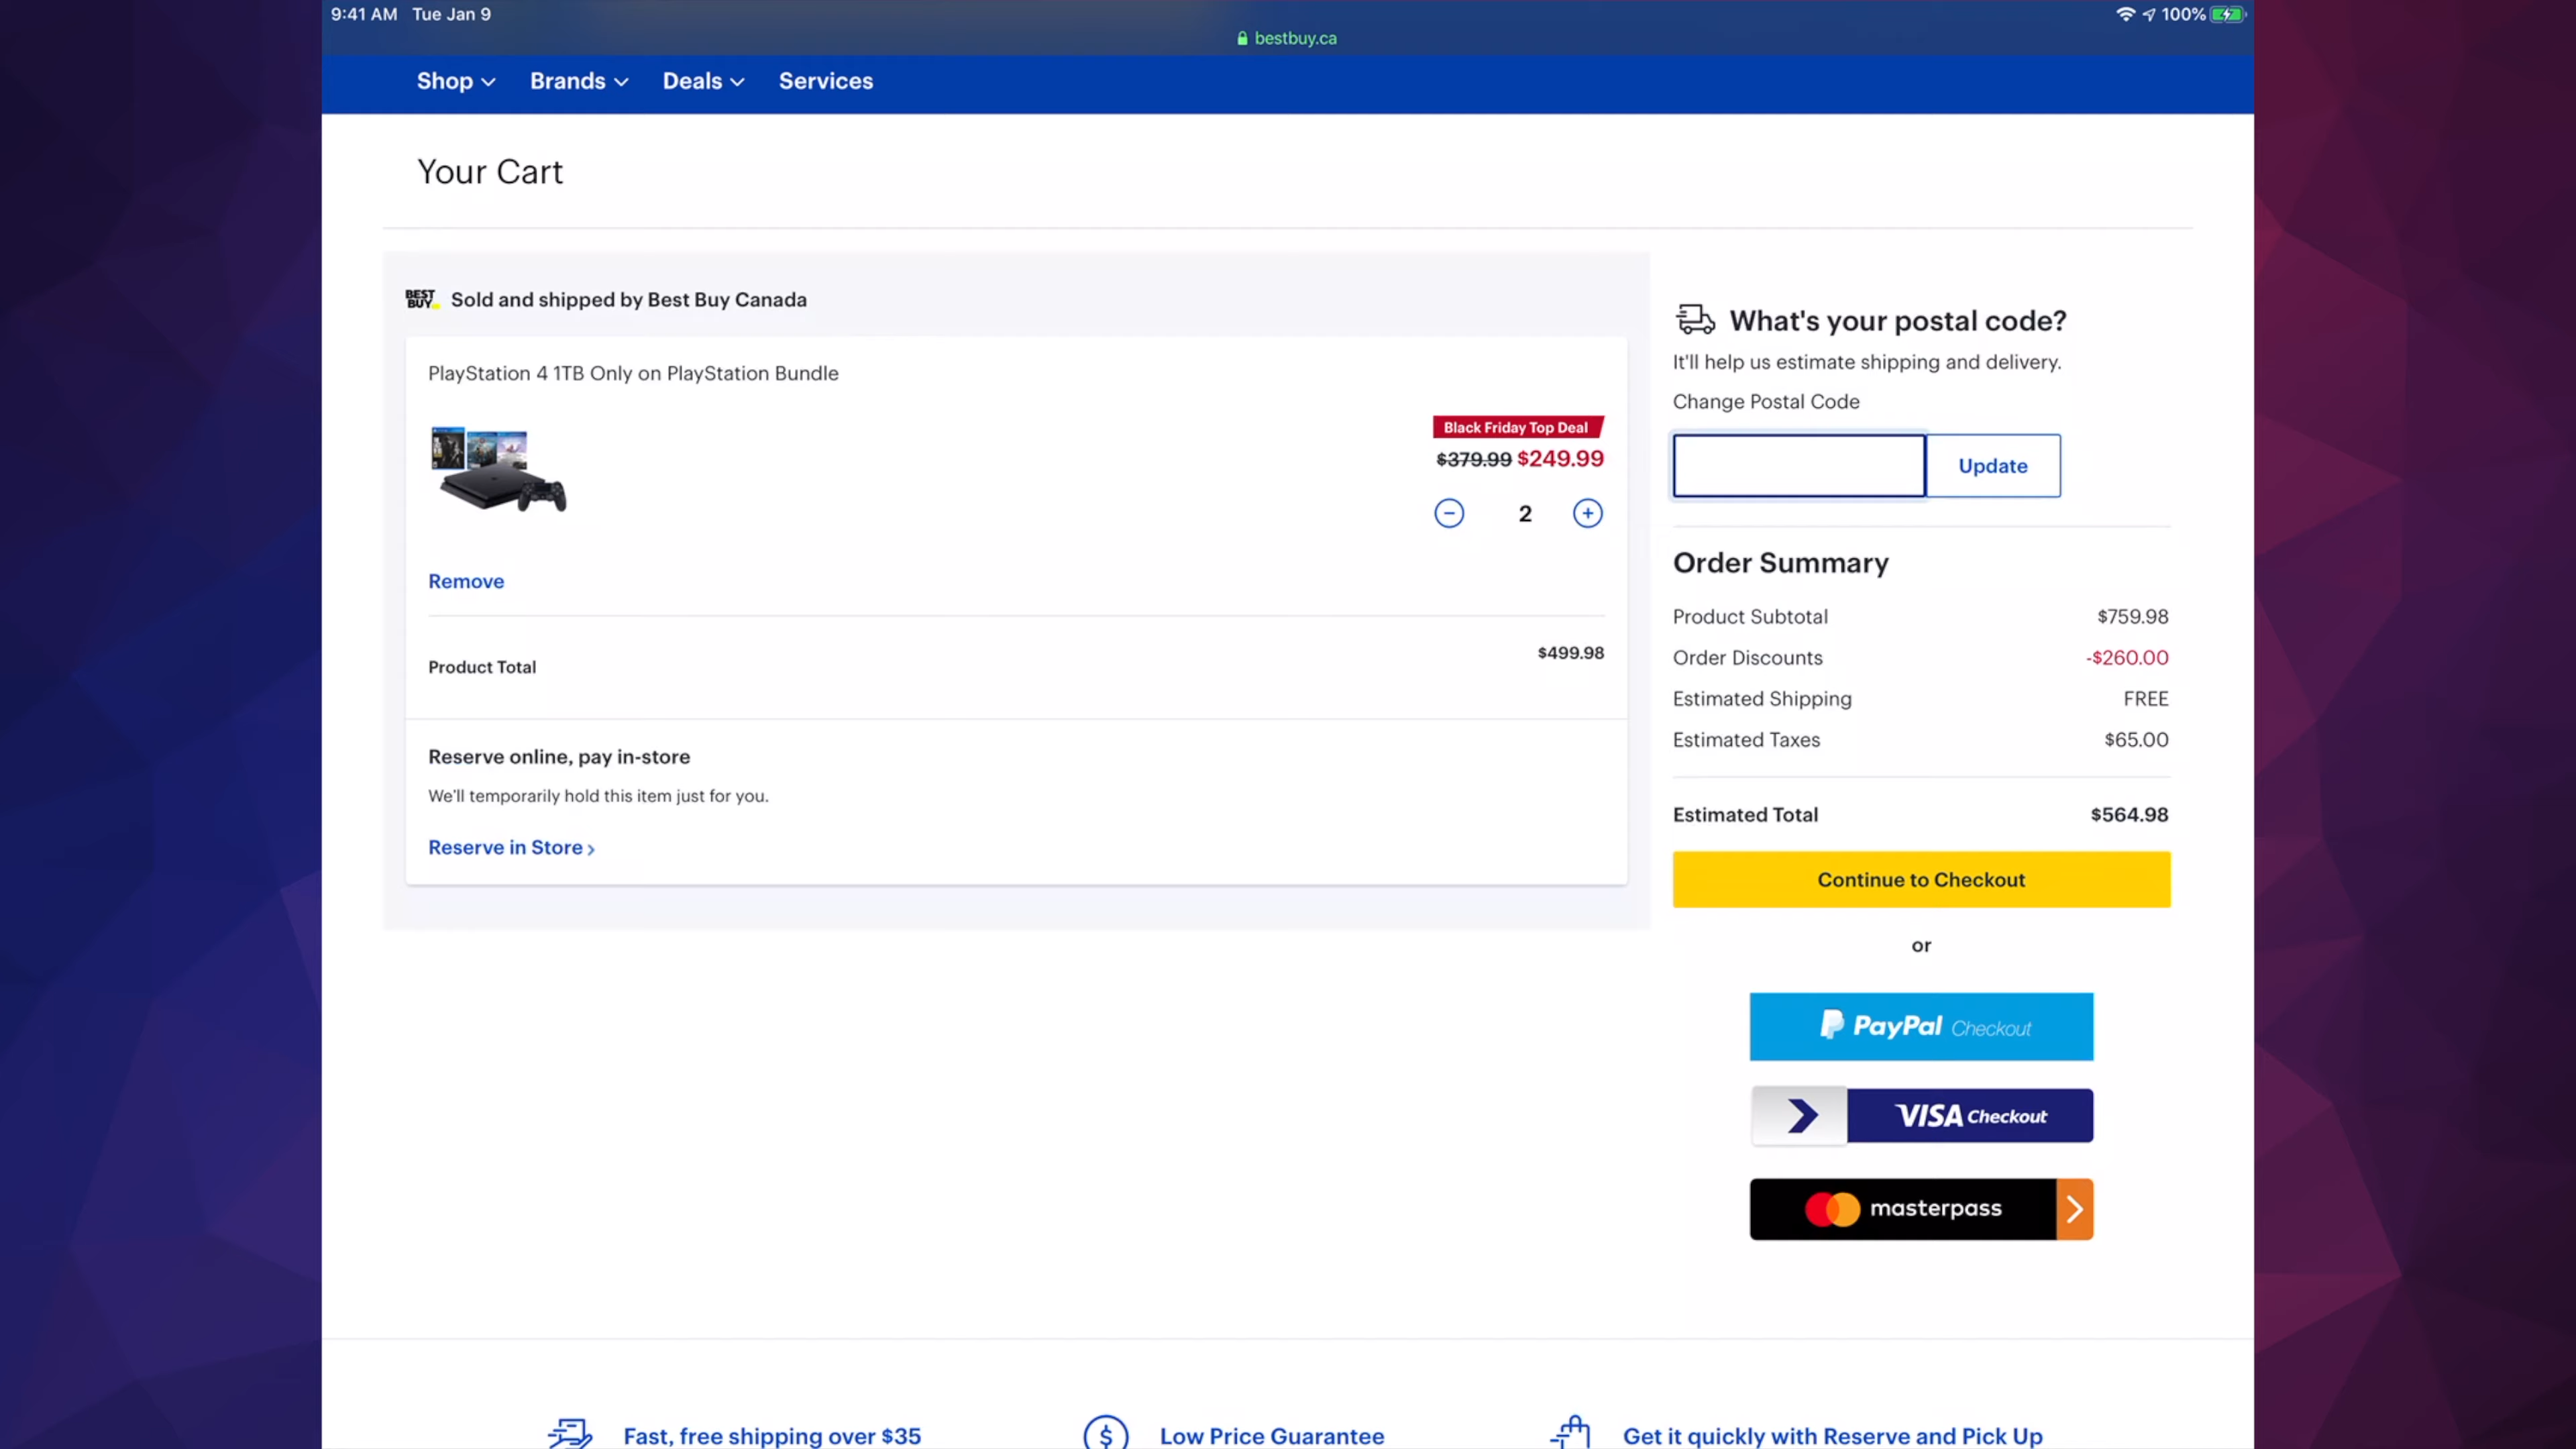 9:41 AM Tue Jan 9
100%
bestbuy.ca
Shop Brands Deals Services
Your Cart
BEST BUY Sold and shipped by Best Buy Canada
PlayStation 4 1TB Only on PlayStation Bundle
Black Friday Top Deal
$379.99 $249.99
2
Remove
Product Total $499.98
Reserve online, pay in-store
We'll temporarily hold this item just for you.
Reserve in Store
What's your postal code?
It'll help us estimate shipping and delivery.
Change Postal Code
Update
Order Summary
Product Subtotal $759.98
Order Discounts -$260.00
Estimated Shipping FREE
Estimated Taxes $65.00
Estimated Total $564.98
Continue to Checkout
or
PayPal Checkout
VISA Checkout
masterpass
Fast, free shipping over $35
Low Price Guarantee
Get it quickly with Reserve and Pick Up